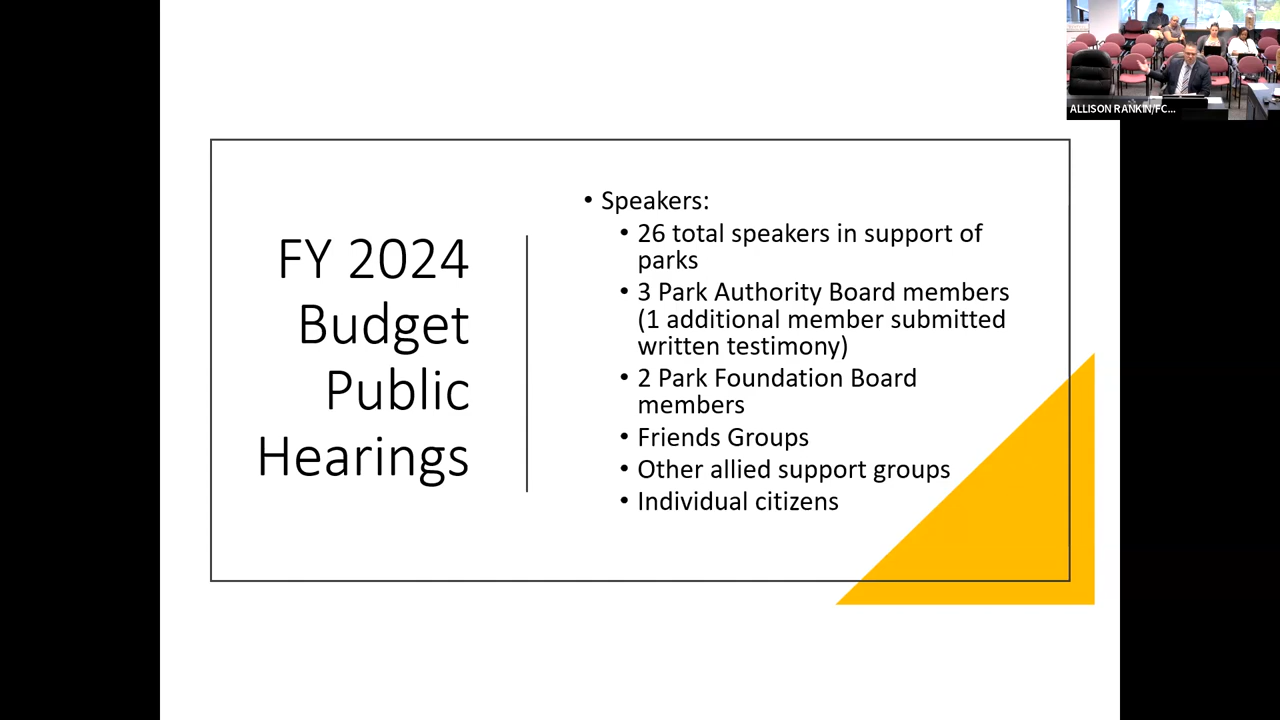 FY 2024
Budget
Public
Hearings
• Speakers:
• 26 total speakers in support of
parks
• 3 Park Authority Board members
(1 additional member submitted
written testimony)
• 2 Park Foundation Board
members
• Friends Groups
• Other allied support groups
• Individual citizens
ALLISON RANKIN/FC...